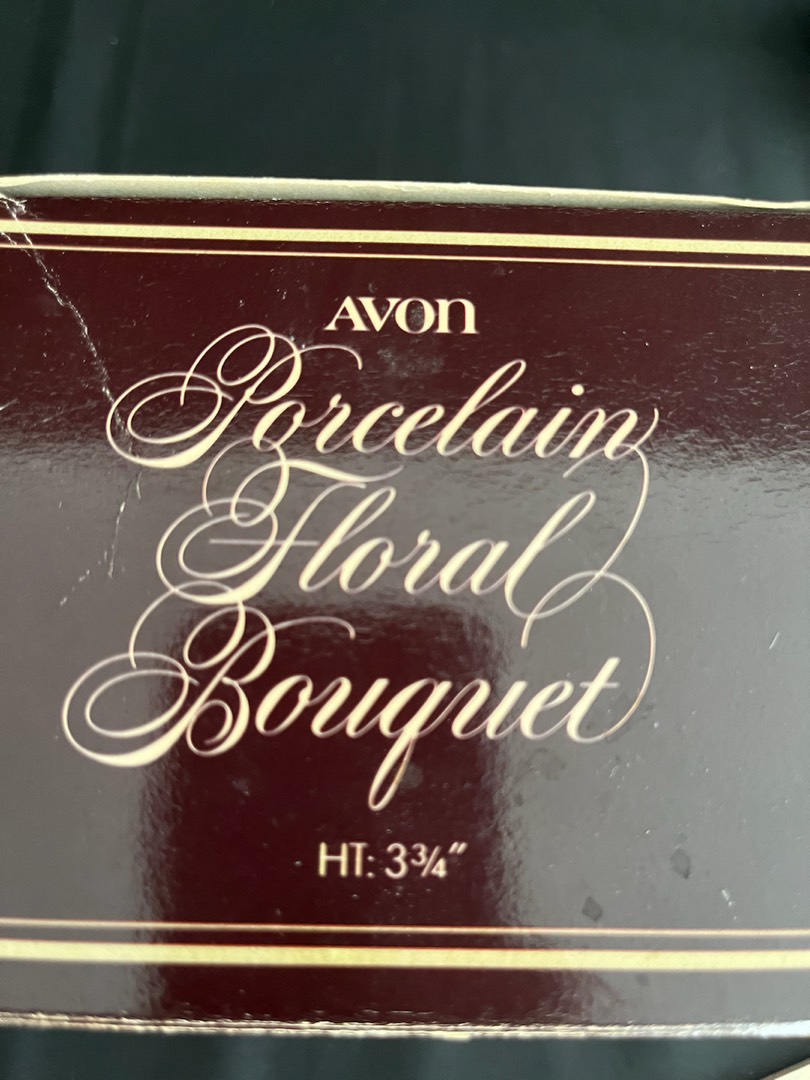 AVON
Porcelain
Floral
Bouquet
HT: 3¾"